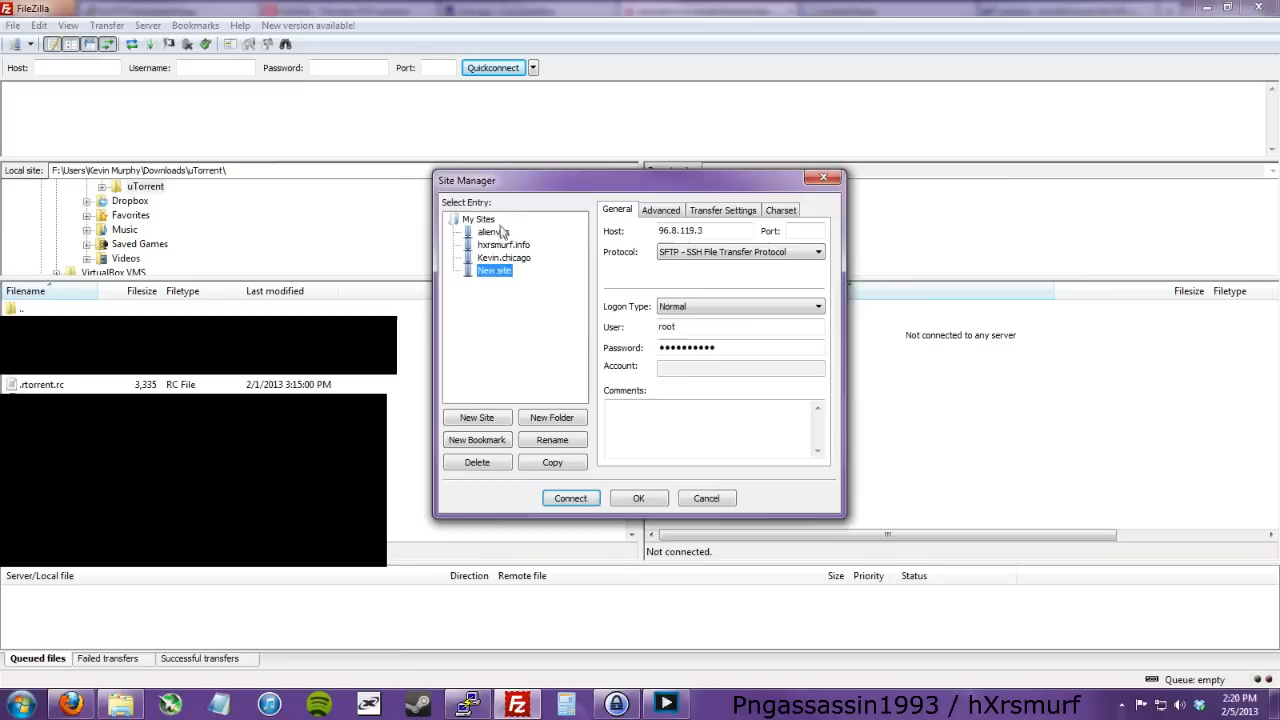 FileZilla
File Edit View Transfer Server Bookmarks Help New version available!
Host: Username: Password: Port: Quickconnect
Local site: F:\Users\Kevin Murphy\Downloads\uTorrent\
uTorrent
Dropbox
Favorites
Music
Saved Games
Videos
VirtualBox VMS
Filename Filesize Filetype Last modified
..
.rtorrent.rc 3,335 RC File 2/1/2013 3:15:00 PM
Site Manager
Select Entry:
My Sites
hxrsmurf.info
Kevin.chicago
New site
New Site New Folder
New Bookmark Rename
Delete Copy
General Advanced Transfer Settings Charset
Host: 96.8.119.3 Port:
Protocol: SFTP - SSH File Transfer Protocol
Logon Type: Normal
User: root
Password: ●●●●●●●●●●
Account:
Comments:
Connect OK Cancel
Filesize Filetype
Not connected to any server
Not connected.
Server/Local file Direction Remote file Size Priority Status
Queued files Failed transfers Successful transfers
Queue: empty
Pngassassin1993 / hXrsmurf
2:20 PM
2/5/2013